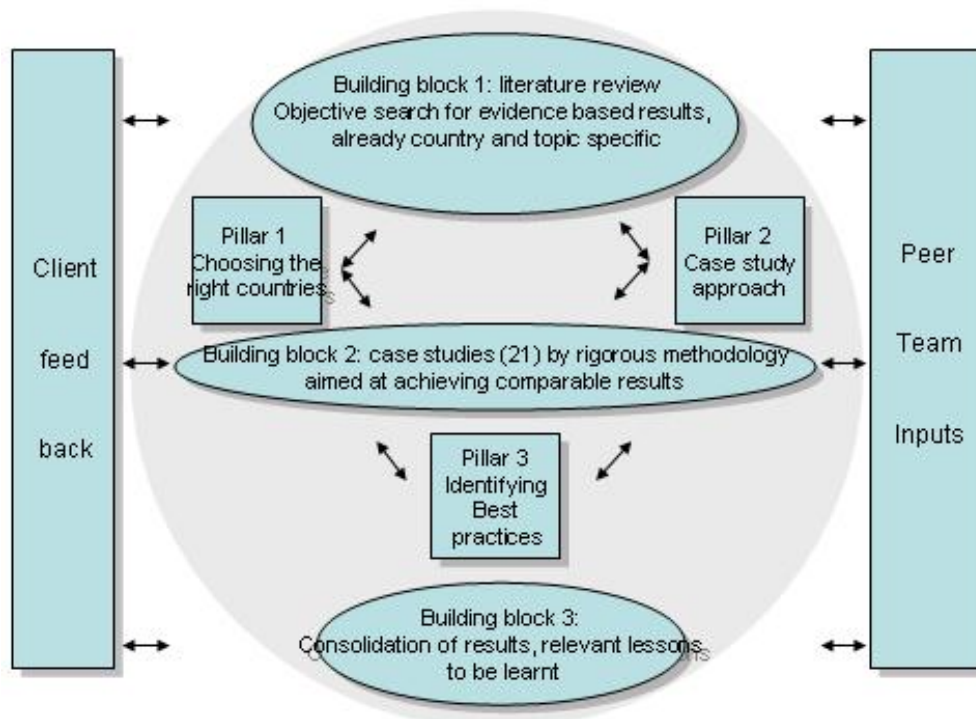 Building block 1: literature review
Objective search for evidence based results,
already country and topic specific
Pillar 1
Choosing the
right countries
Pillar 2
Case study
approach
Client
feed
back
Peer
Team
Inputs
Building block 2: case studies (21) by rigorous methodology
aimed at achieving comparable results
Pillar 3
Identifying
Best
practices
Building block 3:
Consolidation of results, relevant lessons
to be learnt